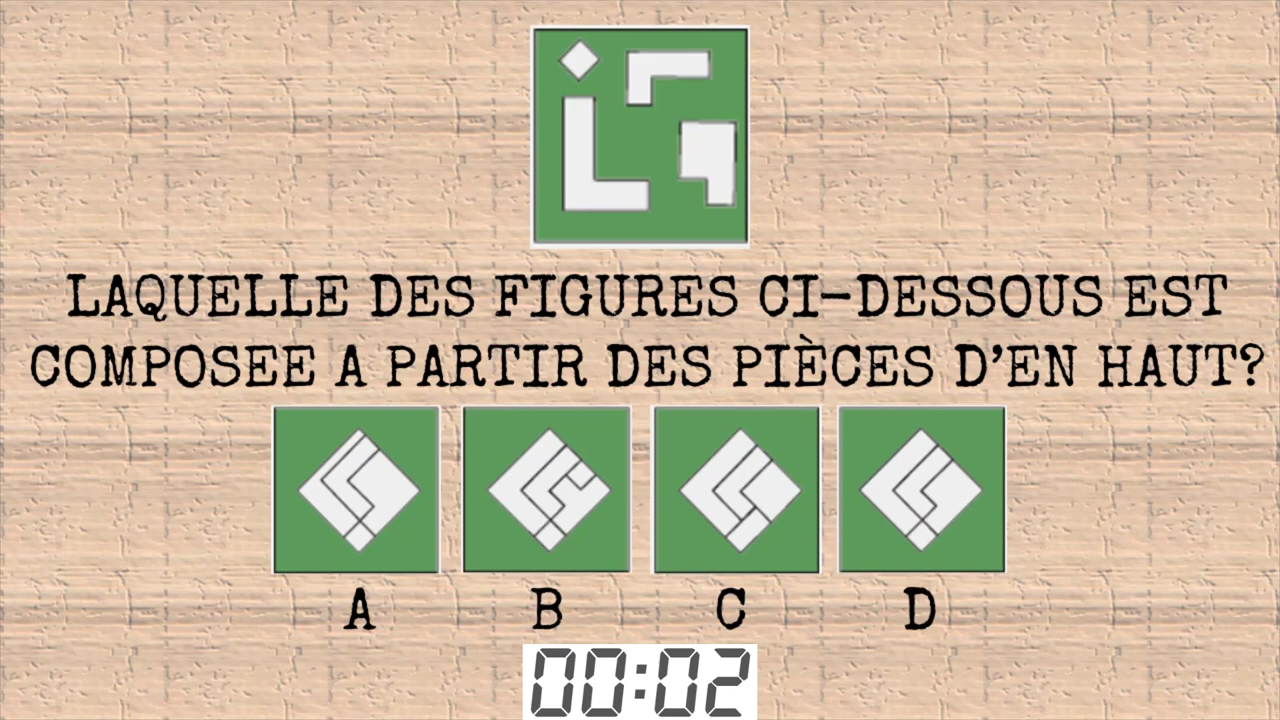 LAQUELLE DES FIGURES CI-DESSOUS EST
COMPOSEE A PARTIR DES PIÈCES D'EN HAUT?
A B C D
00:02